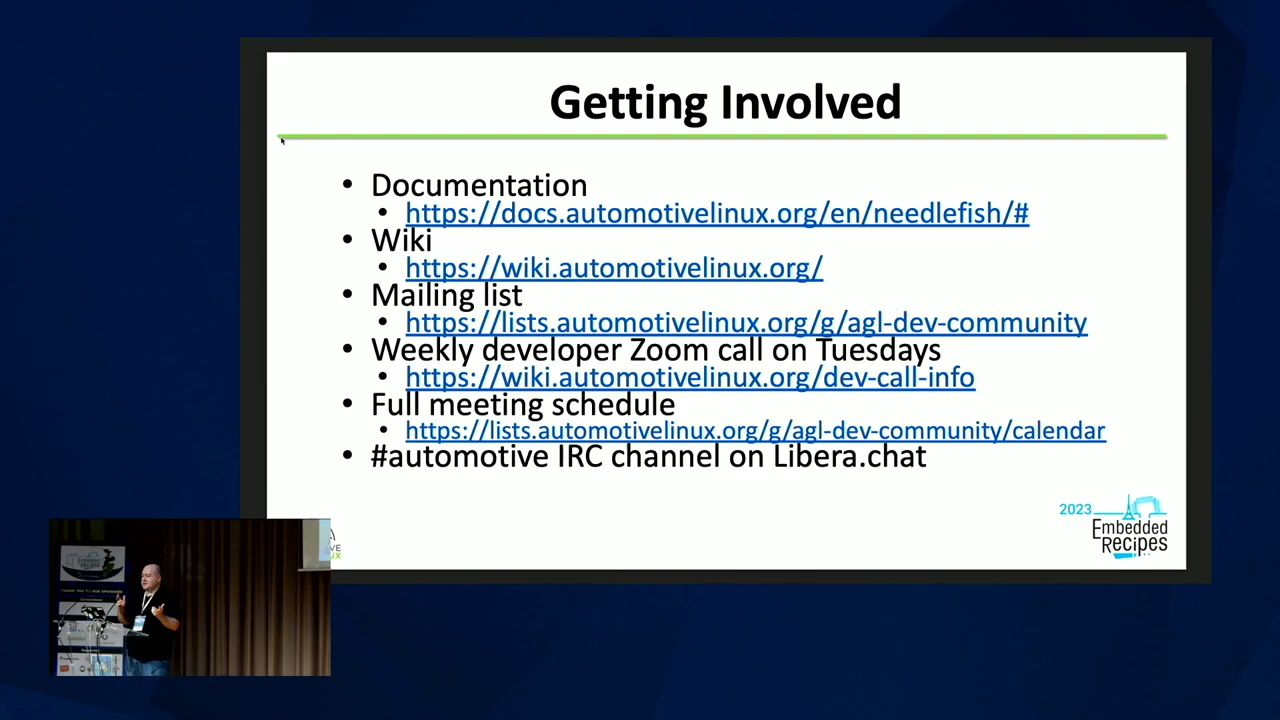 Getting Involved
• Documentation
• https://docs.automotivelinux.org/en/needlefish/#
• Wiki
• https://wiki.automotivelinux.org/
• Mailing list
• https://lists.automotivelinux.org/g/agl-dev-community
• Weekly developer Zoom call on Tuesdays
• https://wiki.automotivelinux.org/dev-call-info
• Full meeting schedule
• https://lists.automotivelinux.org/g/agl-dev-community/calendar
• #automotive IRC channel on Libera.chat
2023
Embedded
Recipes
Embedded
Recipes